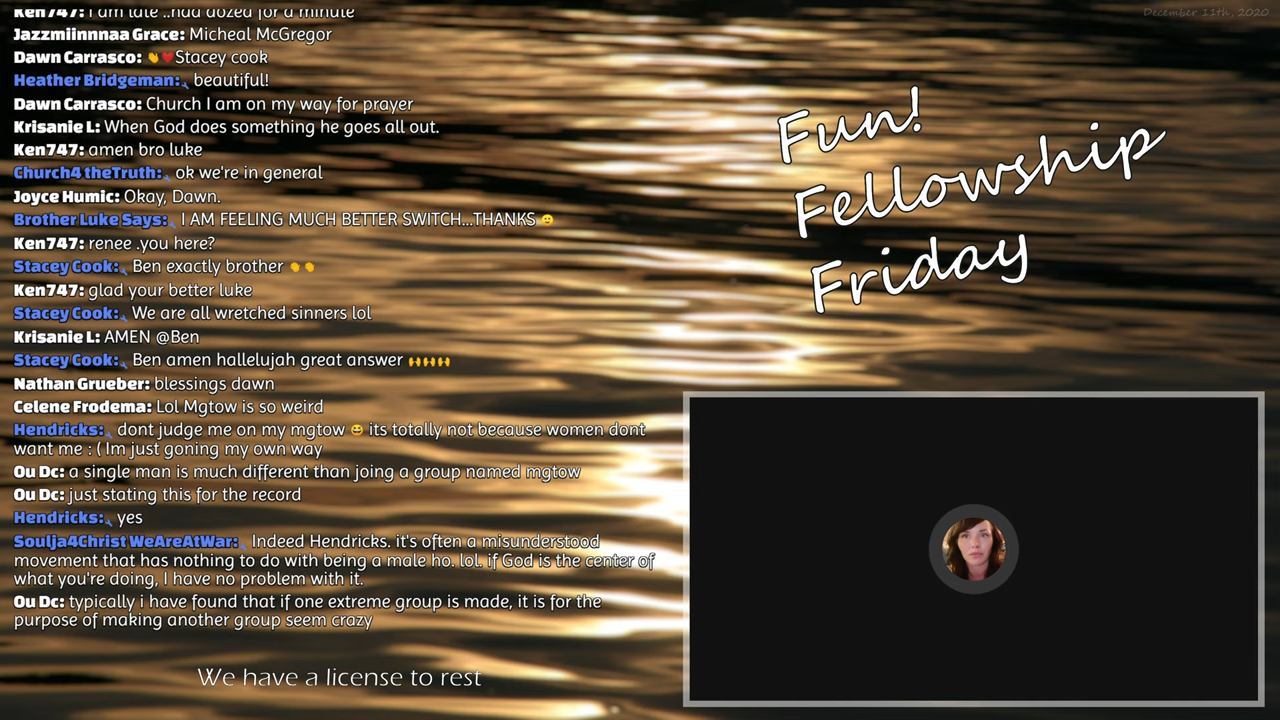 Ken747: I am late ..had dozed for a minute
December 11th, 2020
Jazzmiinnnaa Grace: Micheal McGregor
Dawn Carrasco: 👏❤️Stacey cook
Heather Bridgeman: beautiful!
Dawn Carrasco: Church I am on my way for prayer
Krisanie L: When God does something he goes all out.
Ken747: amen bro luke
Church4 theTruth: ok we're in general
Joyce Humic: Okay, Dawn.
Brother Luke Says: I AM FEELING MUCH BETTER SWITCH...THANKS 🙂
Ken747: renee .you here?
Stacey Cook: Ben exactly brother 👏👏
Ken747: glad your better luke
Stacey Cook: We are all wretched sinners lol
Krisanie L: AMEN @Ben
Stacey Cook: Ben amen hallelujah great answer 🙌🙌🙌
Nathan Grueber: blessings dawn
Celene Frodema: Lol Mgtow is so weird
Hendricks: dont judge me on my mgtow 😅 its totally not because women dont
want me : ( Im just goning my own way
Ou Dc: a single man is much different than joing a group named mgtow
Ou Dc: just stating this for the record
Hendricks: yes
Soulja4Christ WeAreAtWar: Indeed Hendricks. it's often a misunderstood
movement that has nothing to do with being a male ho. lol. if God is the center of
what you're doing, I have no problem with it.
Ou Dc: typically i have found that if one extreme group is made, it is for the
purpose of making another group seem crazy
We have a license to rest
Fun!
Fellowship
Friday